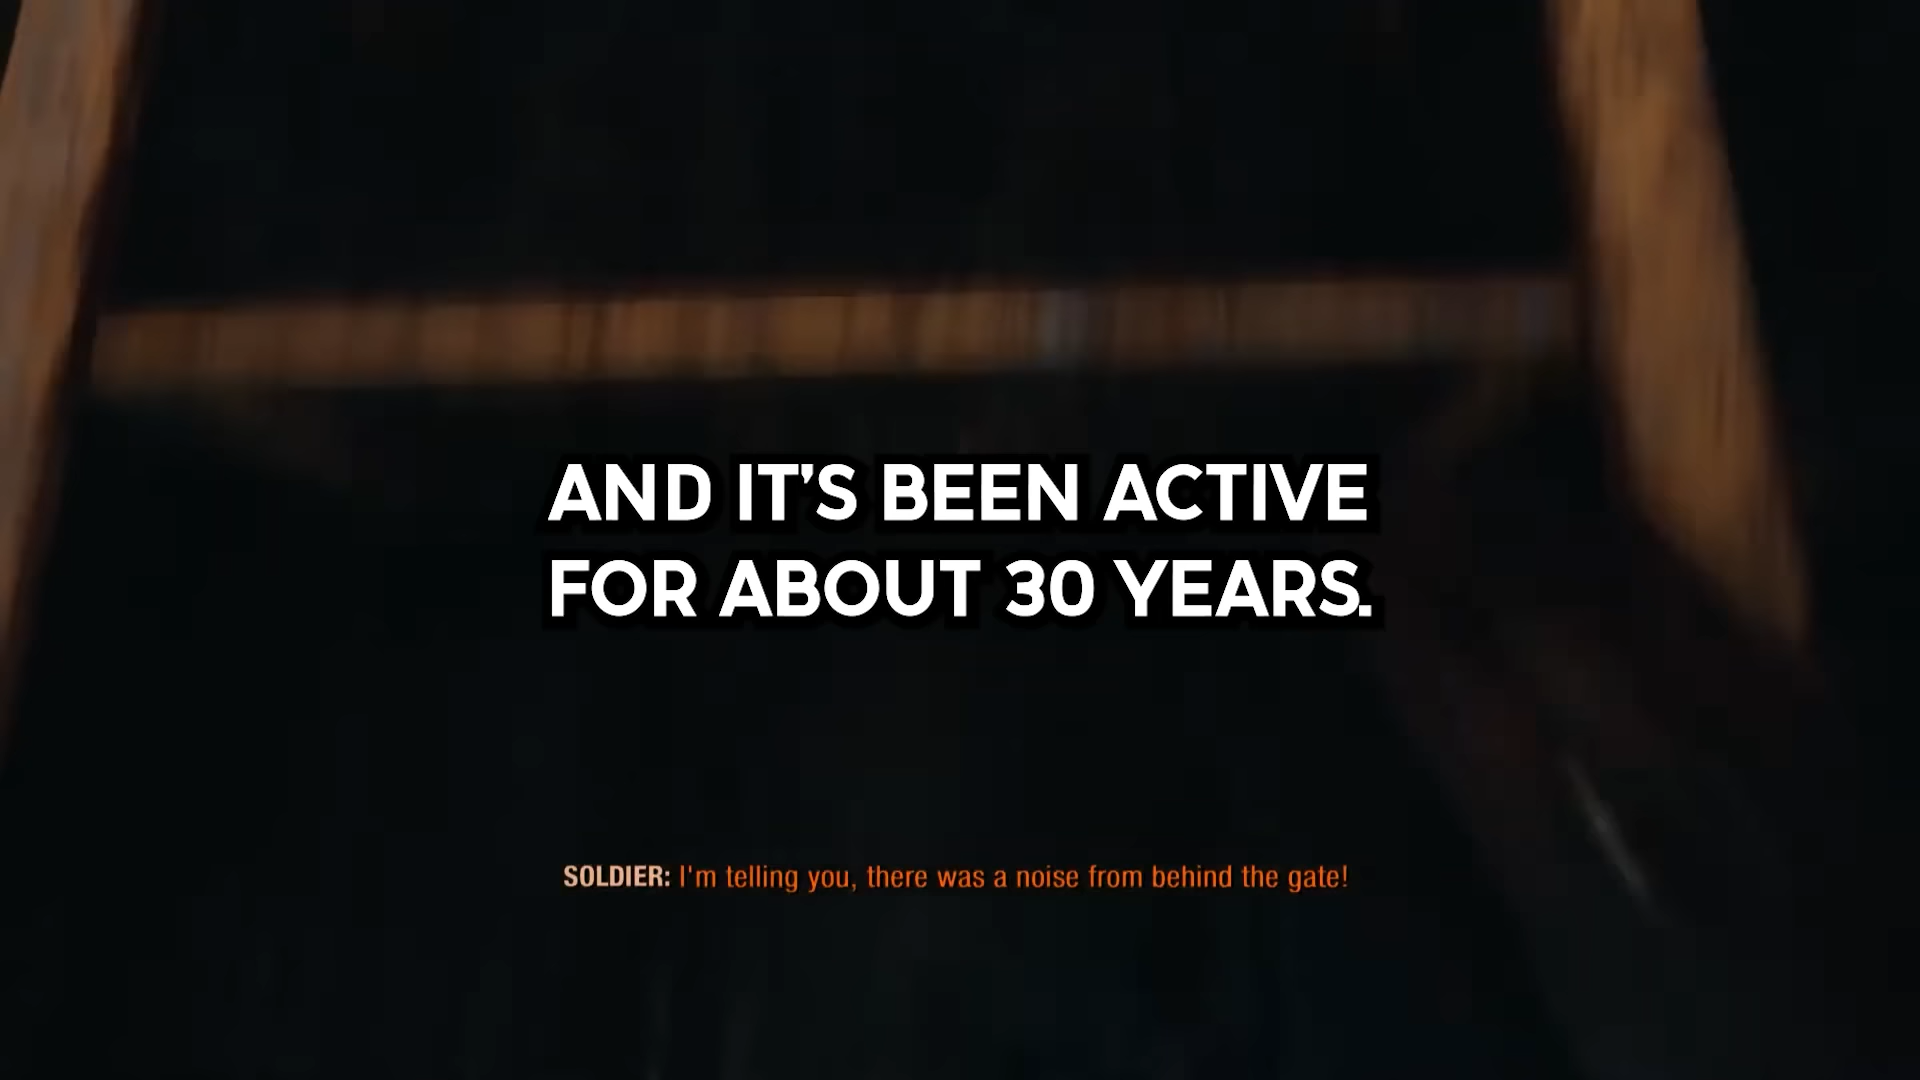 AND IT'S BEEN ACTIVE
FOR ABOUT 30 YEARS.
SOLDIER: I'm telling you, there was a noise from behind the gate!